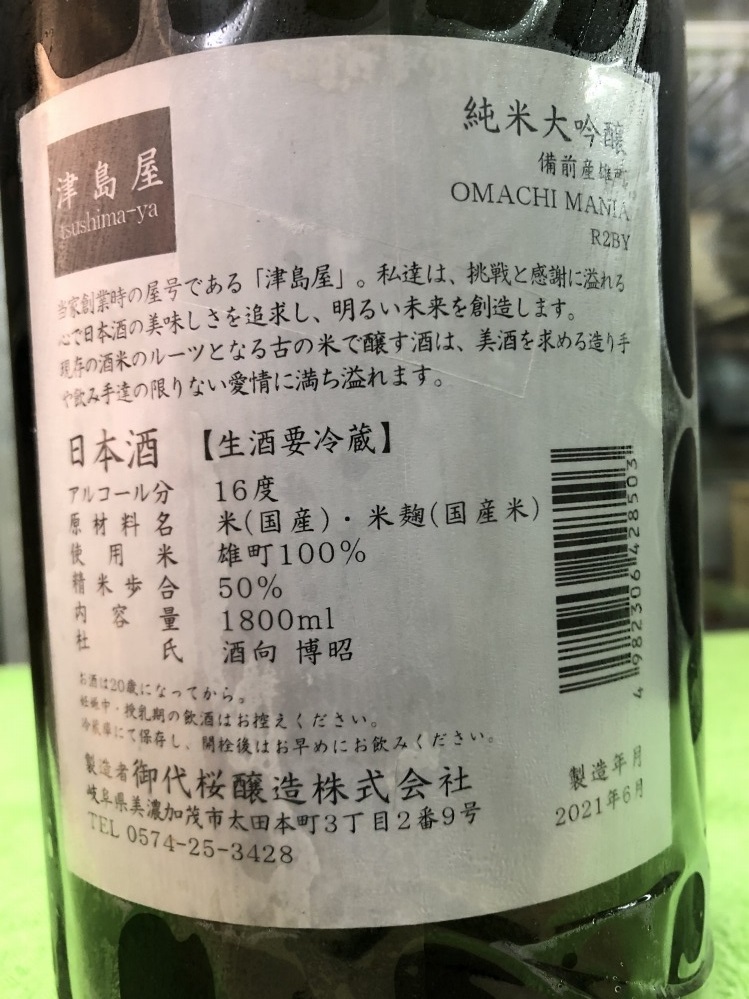 津島屋
tsushima-ya
純米大吟醸
備前産雄町
OMACHI MANIA
R2BY
当家創業時の屋号である「津島屋」。私達は、挑戦と感謝に溢れる
心で日本酒の美味しさを追求し、明るい未来を創造します。
現存の酒米のルーツとなる古の米で醸す酒は、美酒を求める造り手
や飲み手達の限りない愛情に満ち溢れます。
日本酒 【生酒要冷蔵】
アルコール分 16度
原材料名 米(国産)・米麹(国産米)
使用米 雄町100%
精米歩合 50%
内容量 1800ml
杜氏 酒向 博昭
お酒は20歳になってから。
妊娠中・授乳期の飲酒はお控えください。
冷蔵庫にて保存し、開栓後はお早めにお飲みください。
製造者御代桜醸造株式会社
岐阜県美濃加茂市太田本町3丁目2番9号
TEL 0574-25-3428
4 982306 428503
製造年月
2021年6月